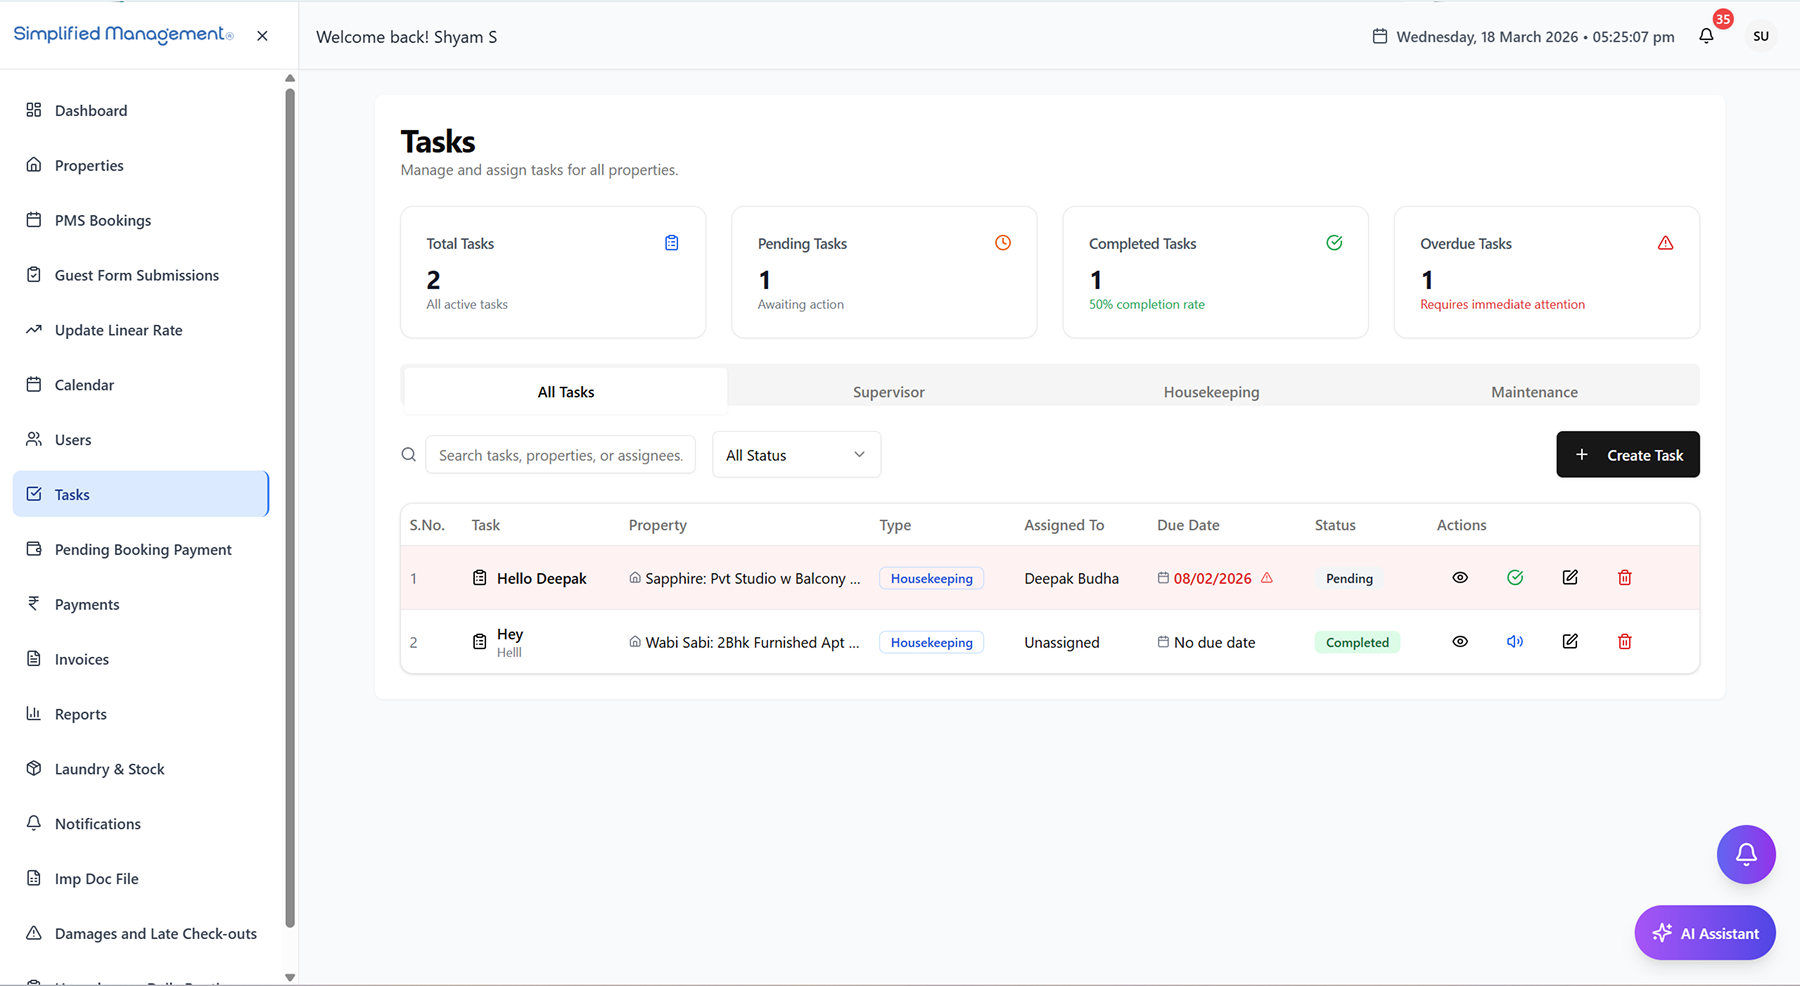 Simplified Management®
Welcome back! Shyam S
Wednesday, 18 March 2026 • 05:25:07 pm
35
SU
Dashboard
Properties
PMS Bookings
Guest Form Submissions
Update Linear Rate
Calendar
Users
Tasks
Pending Booking Payment
Payments
Invoices
Reports
Laundry & Stock
Notifications
Imp Doc File
Damages and Late Check-outs
Tasks
Manage and assign tasks for all properties.
Total Tasks
2
All active tasks
Pending Tasks
1
Awaiting action
Completed Tasks
1
50% completion rate
Overdue Tasks
1
Requires immediate attention
All Tasks Supervisor Housekeeping Maintenance
Search tasks, properties, or assignees. All Status + Create Task
S.No. Task Property Type Assigned To Due Date Status Actions
1 Hello Deepak Sapphire: Pvt Studio w Balcony ... Housekeeping Deepak Budha 08/02/2026 Pending
2 Hey Wabi Sabi: 2Bhk Furnished Apt ... Housekeeping Unassigned No due date Completed
Helll
AI Assistant